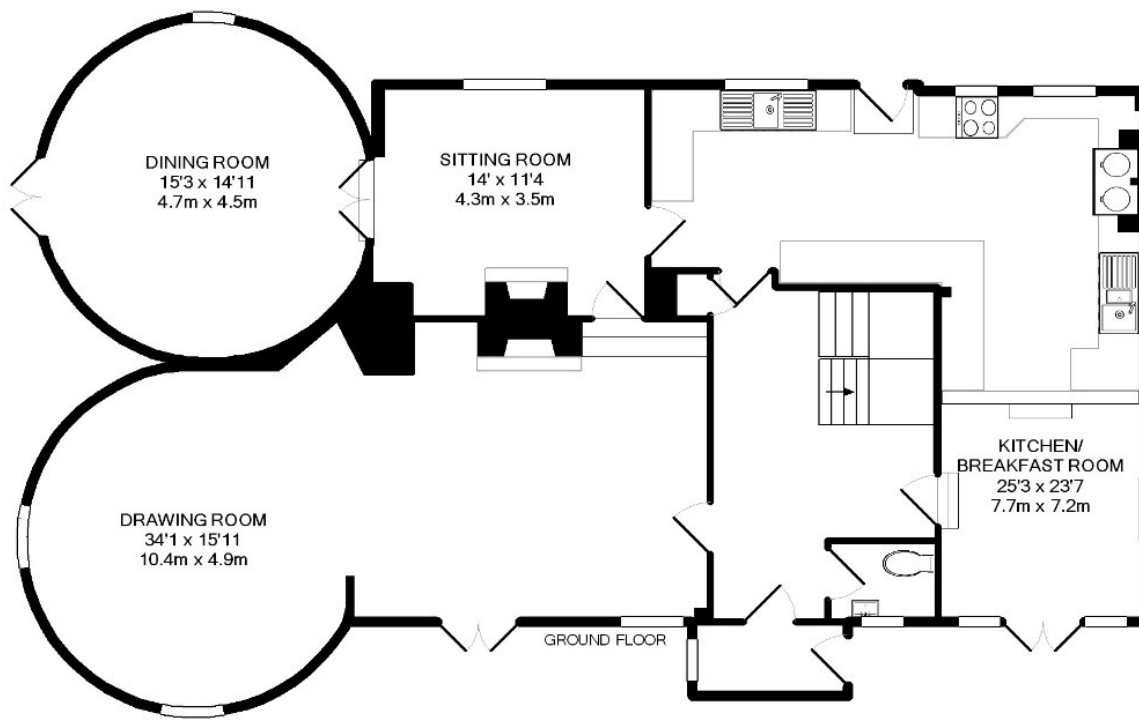 DINING ROOM
15'3 x 14'11
4.7m x 4.5m
SITTING ROOM
14' x 11'4
4.3m x 3.5m
KITCHEN/
BREAKFAST ROOM
25'3 x 23'7
7.7m x 7.2m
DRAWING ROOM
34'1 x 15'11
10.4m x 4.9m
GROUND FLOOR